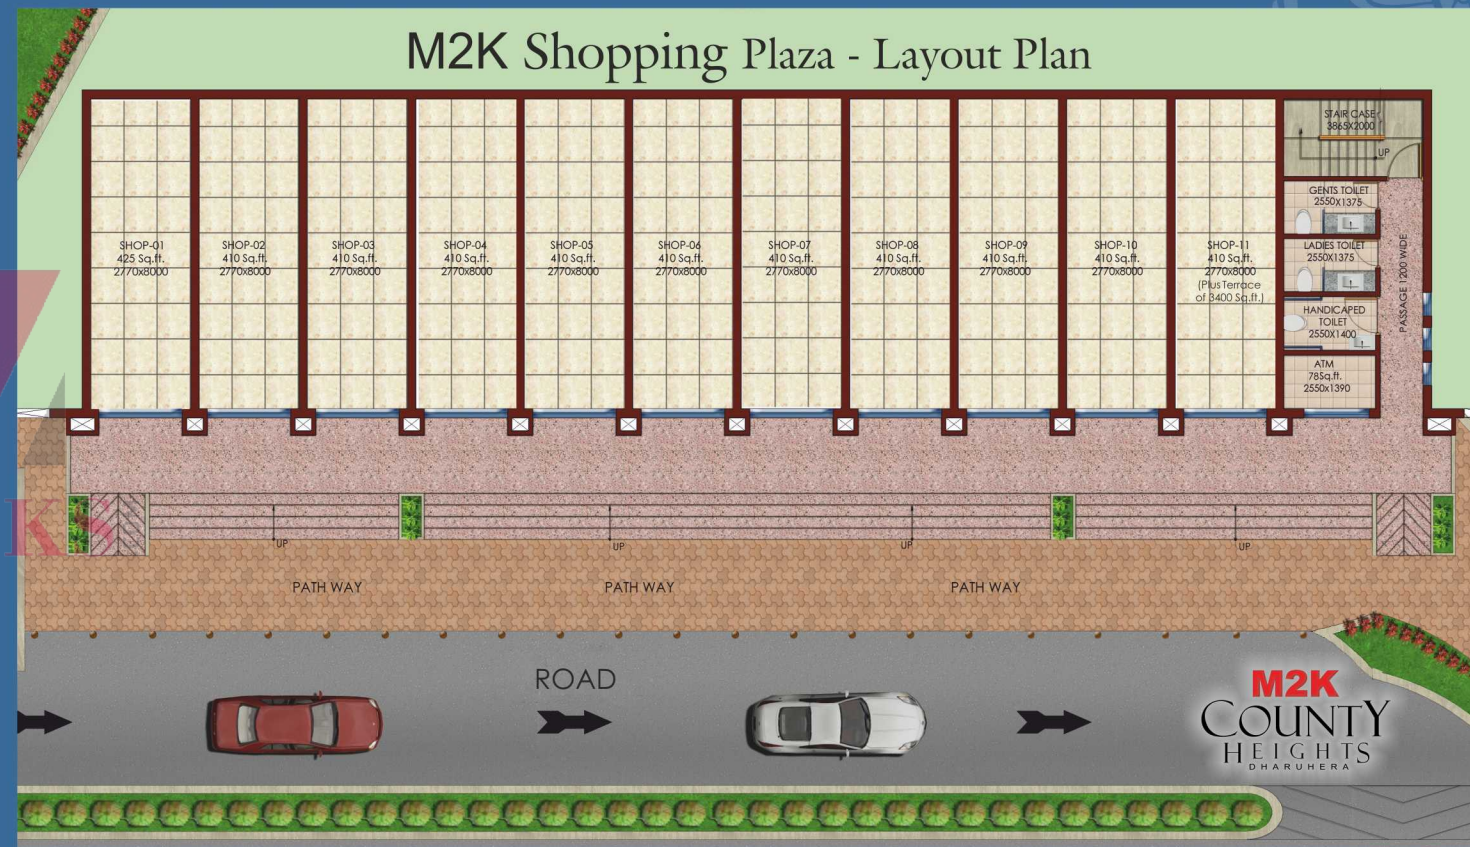 M2K Shopping Plaza - Layout Plan
SHOP-01
425 Sq.ft.
2770x8000
SHOP-02
410 Sq.ft.
2770x8000
SHOP-03
410 Sq.ft.
2770x8000
SHOP-04
410 Sq.ft.
2770x8000
SHOP-05
410 Sq.ft.
2770x8000
SHOP-06
410 Sq.ft.
2770x8000
SHOP-07
410 Sq.ft.
2770x8000
SHOP-08
410 Sq.ft.
2770x8000
SHOP-09
410 Sq.ft.
2770x8000
SHOP-10
410 Sq.ft.
2770x8000
SHOP-11
410 Sq.ft.
2770x8000
(Plus Terrace
of 3400 Sq.ft.)
STAIR CASE
3865X2000
UP
GENTS TOILET
2550X1375
LADIES TOILET
2550X1375
HANDICAPED
TOILET
2550X1400
ATM
78Sq.ft.
2550x1390
PASSAGE 1200 WIDE
KS
UP
UP
UP
UP
PATH WAY
PATH WAY
PATH WAY
ROAD
M2K
COUNTY
HEIGHTS
DHARUHERA